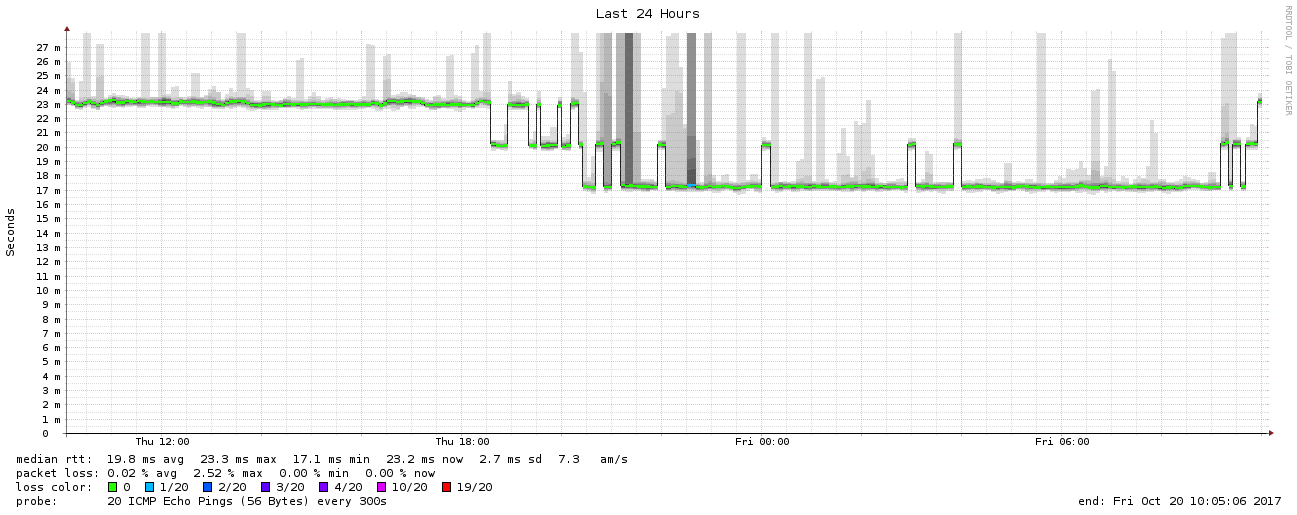 Last 24 Hours
RRDTOOL / TOBI OETIKER
Seconds
27 m
26 m
25 m
24 m
23 m
22 m
21 m
20 m
19 m
18 m
17 m
16 m
15 m
14 m
13 m
12 m
11 m
10 m
9 m
8 m
7 m
6 m
5 m
4 m
3 m
2 m
1 m
0
Thu 12:00 Thu 18:00 Fri 00:00 Fri 06:00
median rtt: 19.8 ms avg 23.3 ms max 17.1 ms min 23.2 ms now 2.7 ms sd 7.3 am/s
packet loss: 0.02 % avg 2.52 % max 0.00 % min 0.00 % now
loss color: 0 1/20 2/20 3/20 4/20 10/20 19/20
probe: 20 ICMP Echo Pings (56 Bytes) every 300s end: Fri Oct 20 10:05:06 2017